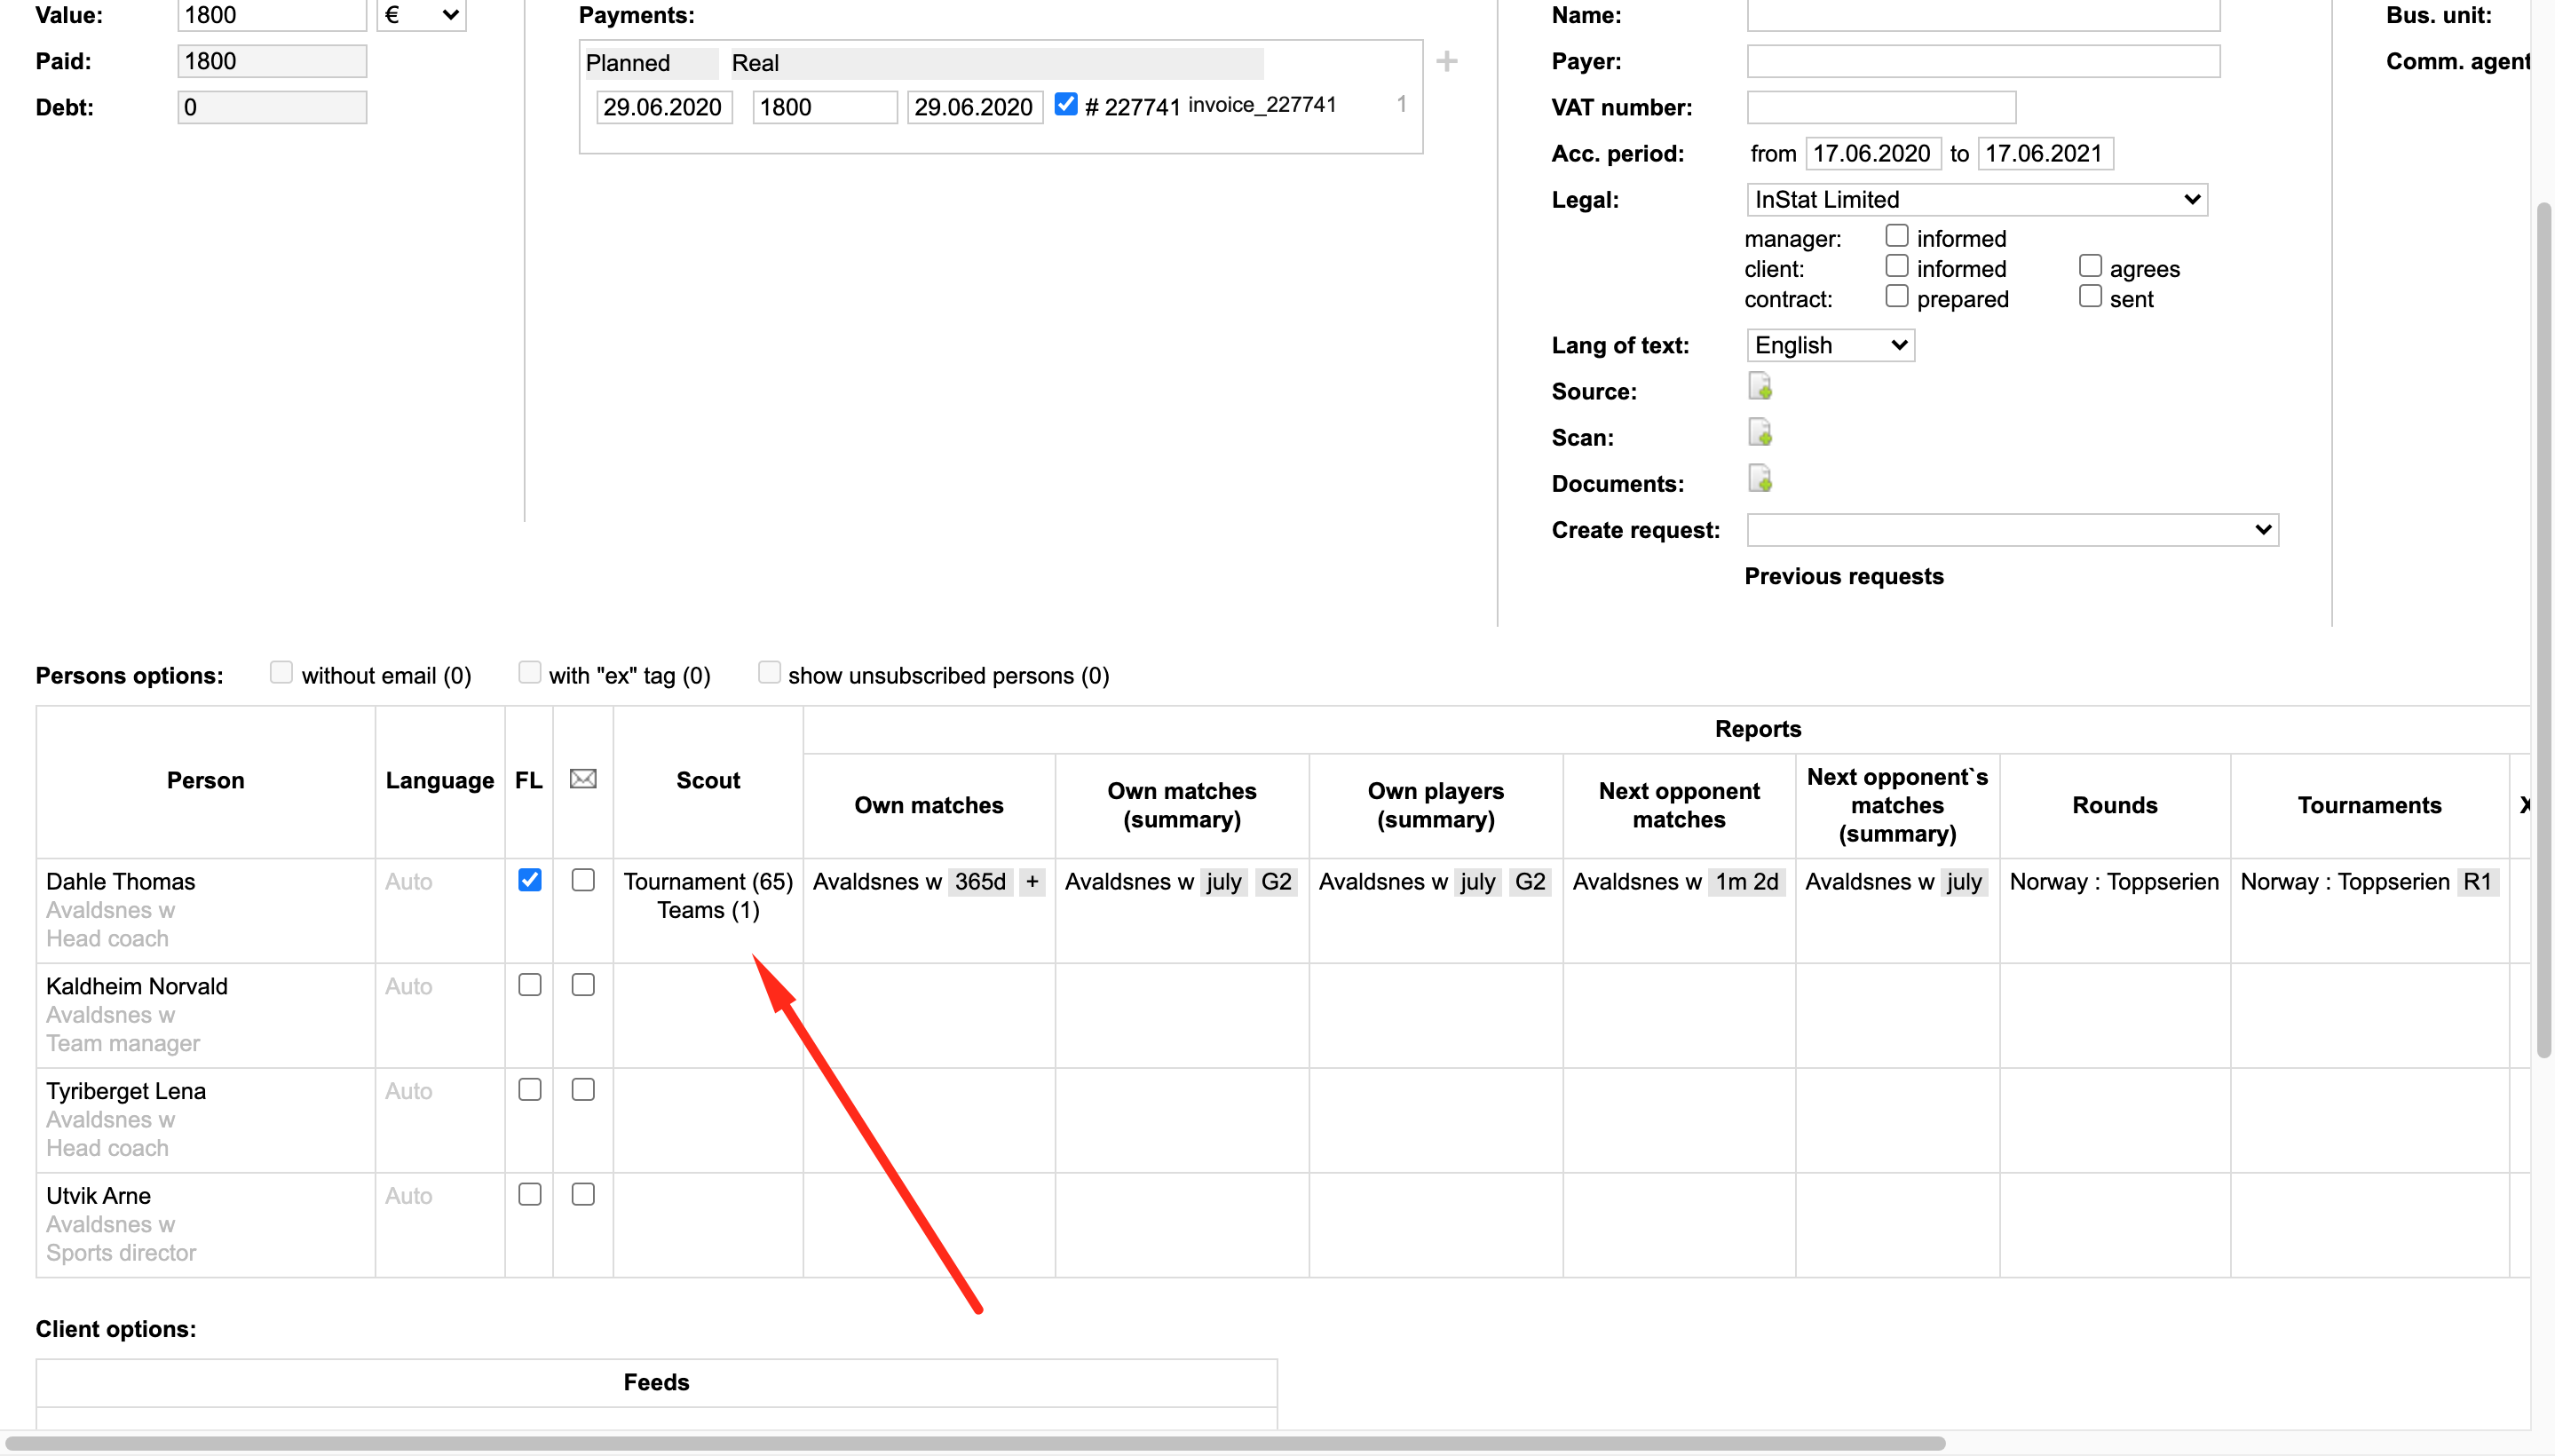 Value: 1800 €
Paid: 1800
Debt: 0
Payments:
Planned Real
29.06.2020 1800 29.06.2020 # 227741 invoice_227741 1
Name:
Payer:
VAT number:
Acc. period: from 17.06.2020 to 17.06.2021
Legal: InStat Limited
manager: informed
client: informed agrees
contract: prepared sent
Lang of text: English
Source:
Scan:
Documents:
Create request:
Previous requests
Bus. unit:
Comm. agent
Persons options: without email (0) with "ex" tag (0) show unsubscribed persons (0)
Reports
Person Language FL Scout Own matches
Own matches
(summary)
Own players
(summary)
Next opponent
matches
Next opponent`s
matches
(summary)
Rounds Tournaments X
Dahle Thomas
Avaldsnes w
Head coach
Auto
Tournament (65)
Teams (1)
Avaldsnes w 365d +
Avaldsnes w july G2
Avaldsnes w july G2
Avaldsnes w 1m 2d
Avaldsnes w july
Norway : Toppserien
Norway : Toppserien R1
Kaldheim Norvald
Avaldsnes w
Team manager
Auto
Tyriberget Lena
Avaldsnes w
Head coach
Auto
Utvik Arne
Avaldsnes w
Sports director
Auto
Client options:
Feeds